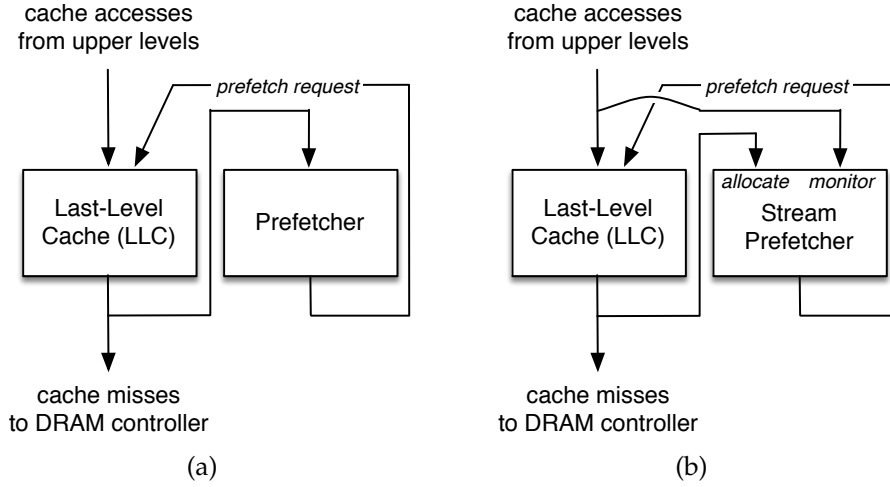 cache accesses
from upper levels
prefetch request
Last-Level
Cache (LLC)
Prefetcher
cache misses
to DRAM controller
(a)
cache accesses
from upper levels
prefetch request
Last-Level
Cache (LLC)
allocate monitor
Stream
Prefetcher
cache misses
to DRAM controller
(b)